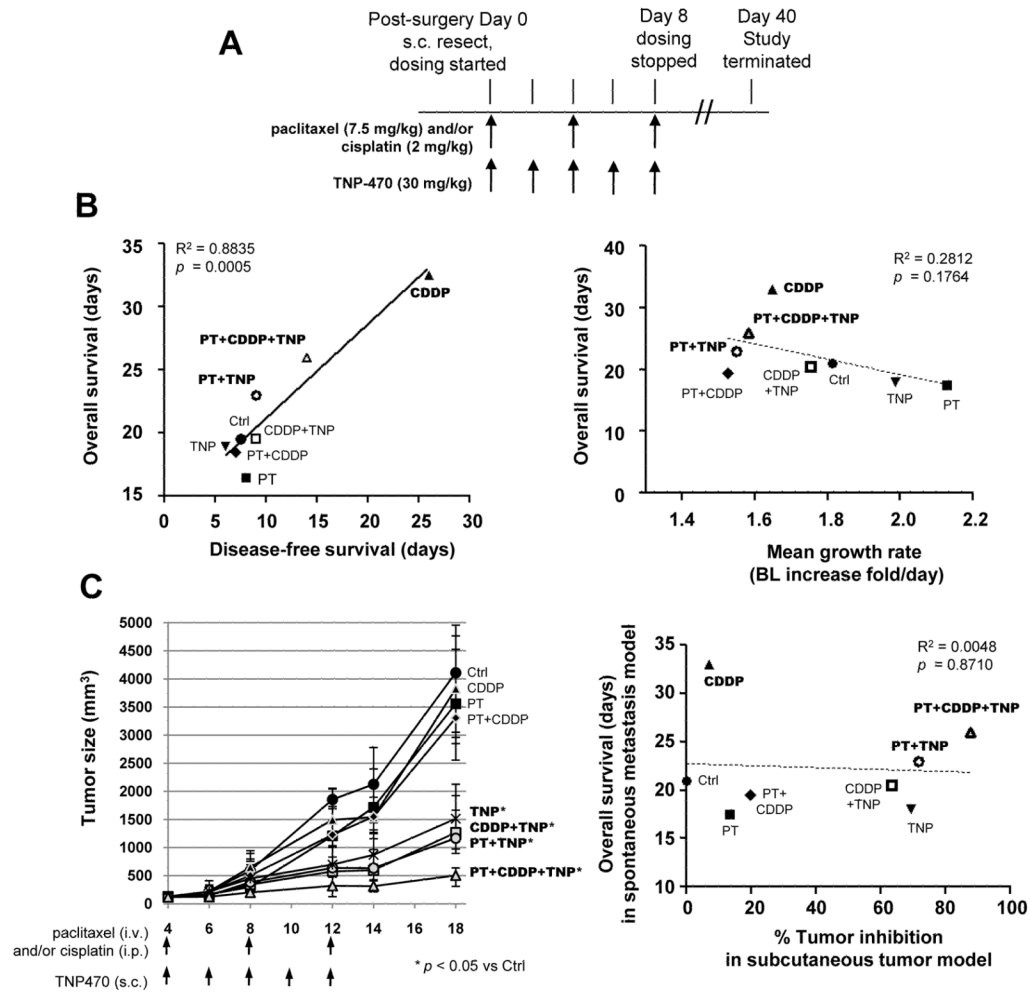 A
Post-surgery Day 0
s.c. resect,
dosing started
Day 8
dosing
stopped
Day 40
Study
terminated
paclitaxel (7.5 mg/kg) and/or
cisplatin (2 mg/kg)
TNP-470 (30 mg/kg)
B
Overall survival (days)
35
30
25
20
15
R² = 0.8835
p = 0.0005
CDDP
PT+CDDP+TNP
PT+TNP
Ctrl
CDDP+TNP
TNP
PT+CDDP
PT
0 5 10 15 20 25 30
Disease-free survival (days)
Overall survival (days)
40
30
20
10
0
R² = 0.2812
p = 0.1764
CDDP
PT+CDDP+TNP
PT+TNP
PT+CDDP
CDDP
+TNP
Ctrl
TNP
PT
1.4 1.6 1.8 2.0 2.2
Mean growth rate
(BL increase fold/day)
C
Tumor size (mm³)
5000
4500
4000
3500
3000
2500
2000
1500
1000
500
0
Ctrl
CDDP
PT
PT+CDDP
TNP*
CDDP+TNP*
PT+TNP*
PT+CDDP+TNP*
4 6 8 10 12 14 16 18
paclitaxel (i.v.)
and/or cisplatin (i.p.)
TNP470 (s.c.)
* p < 0.05 vs Ctrl
Overall survival (days)
in spontaneous metastasis model
35
30
25
20
15
10
R² = 0.0048
p = 0.8710
CDDP
PT+CDDP+TNP
PT+TNP
Ctrl
PT+
CDDP
PT
CDDP
+TNP
TNP
0 20 40 60 80 100
% Tumor inhibition
in subcutaneous tumor model